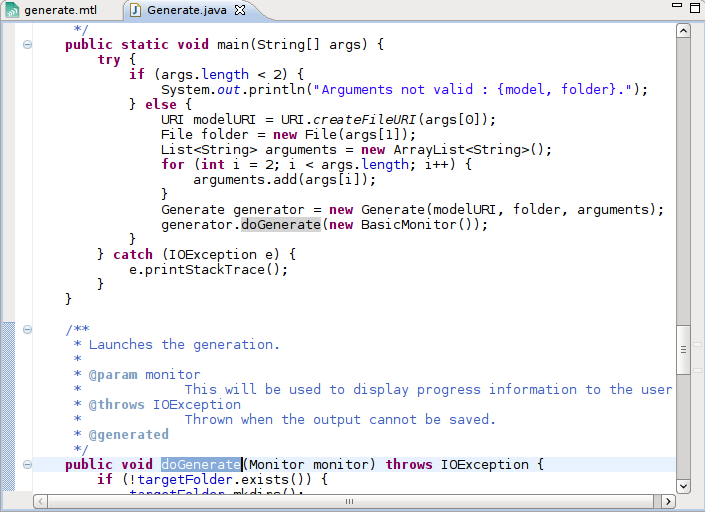 generate.mtl
Generate.java
*/
public static void main(String[] args) {
try {
if (args.length < 2) {
System.out.println("Arguments not valid : {model, folder}.");
} else {
URI modelURI = URI.createFileURI(args[0]);
File folder = new File(args[1]);
List<String> arguments = new ArrayList<String>();
for (int i = 2; i < args.length; i++) {
arguments.add(args[i]);
}
Generate generator = new Generate(modelURI, folder, arguments);
generator.doGenerate(new BasicMonitor());
}
} catch (IOException e) {
e.printStackTrace();
}
}
/**
* Launches the generation.
*
* @param monitor
* This will be used to display progress information to the user
* @throws IOException
* Thrown when the output cannot be saved.
* @generated
*/
public void doGenerate(Monitor monitor) throws IOException {
if (!targetFolder.exists()) {
targetFolder.mkdirs();